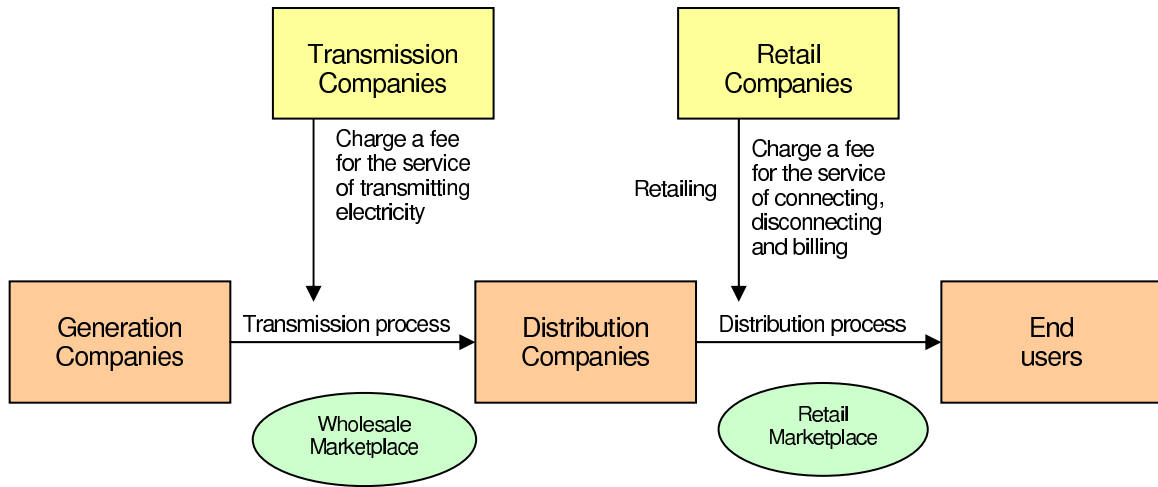 Transmission
Companies
Retail
Companies
Charge a fee
for the service
of transmitting
electricity
Retailing
Charge a fee
for the service
of connecting,
disconnecting
and billing
Generation
Companies
Transmission process
Distribution
Companies
Distribution process
End
users
Wholesale
Marketplace
Retail
Marketplace